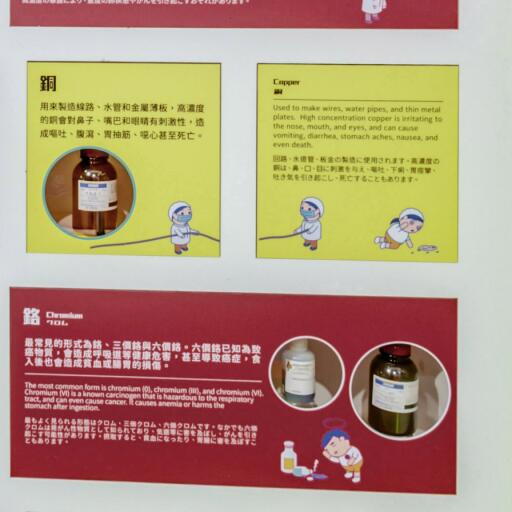 銅
用來製造線路、水管和金屬薄板，高濃度
的銅會對鼻子、嘴巴和眼睛有刺激性，造
成嘔吐、腹瀉、胃抽筋、噁心甚至死亡。
Copper
銅
Used to make wires, water pipes, and thin metal
plates. High concentration copper is irritating to
the nose, mouth, and eyes, and can cause
vomiting, diarrhea, stomach aches, nausea, and
even death.
回路、水道管、板金の製造に使用されます。高濃度の
銅は、鼻、口、目に刺激を与え、嘔吐、下痢、胃痙攣、
吐き気を引き起こし、死亡することもあります。
鉻 Chromium
クロム
最常見的形式為鉻、三價鉻與六價鉻。六價鉻已知為致
癌物質，會造成呼吸道等健康危害，甚至導致癌症，食
入後也會造成貧血或腸胃的損傷。
The most common form is chromium (0), chromium (III), and chromium (VI).
Chromium (VI) is a known carcinogen that is hazardous to the respiratory
tract, and can even cause cancer. It causes anemia or harms the
stomach after ingestion.
最もよく見られる形態はクロム、三価クロム、六価クロムです。なかでも六価
クロムは発がん性物質として知られており、気道等に害を及ぼし、がんを引き
起こす可能性があります。摂取すると、貧血になったり、胃腸に害を及ぼすこ
ともあります。